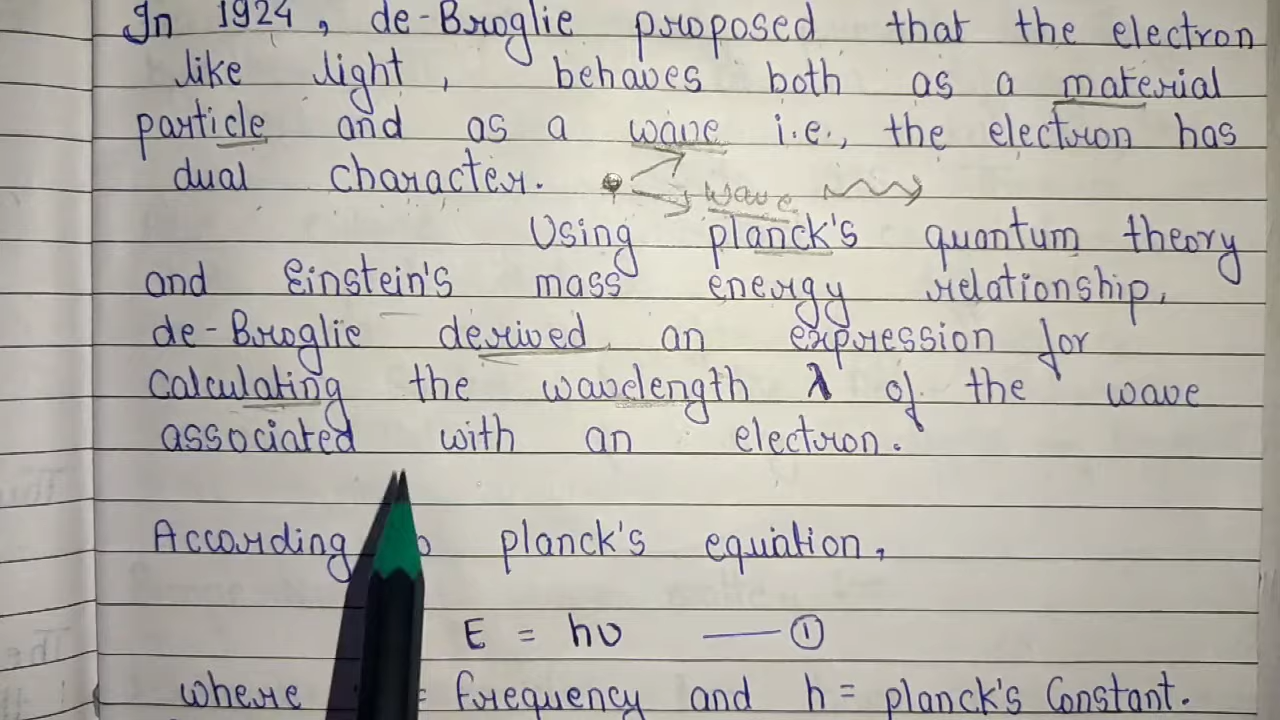 In 1924, de-Broglie proposed that the electron
like light, behaves both as a material
particle and as a wave i.e., the electron has
dual character.
wave
Using planck's quantum theory
and Einstein's mass energy relationship,
de-Broglie derived an expression for
calculating the wavelength λ of the wave
associated with an electron.
According planck's equation,
E = hυ —— ①
where = frequency and h = planck's Constant.